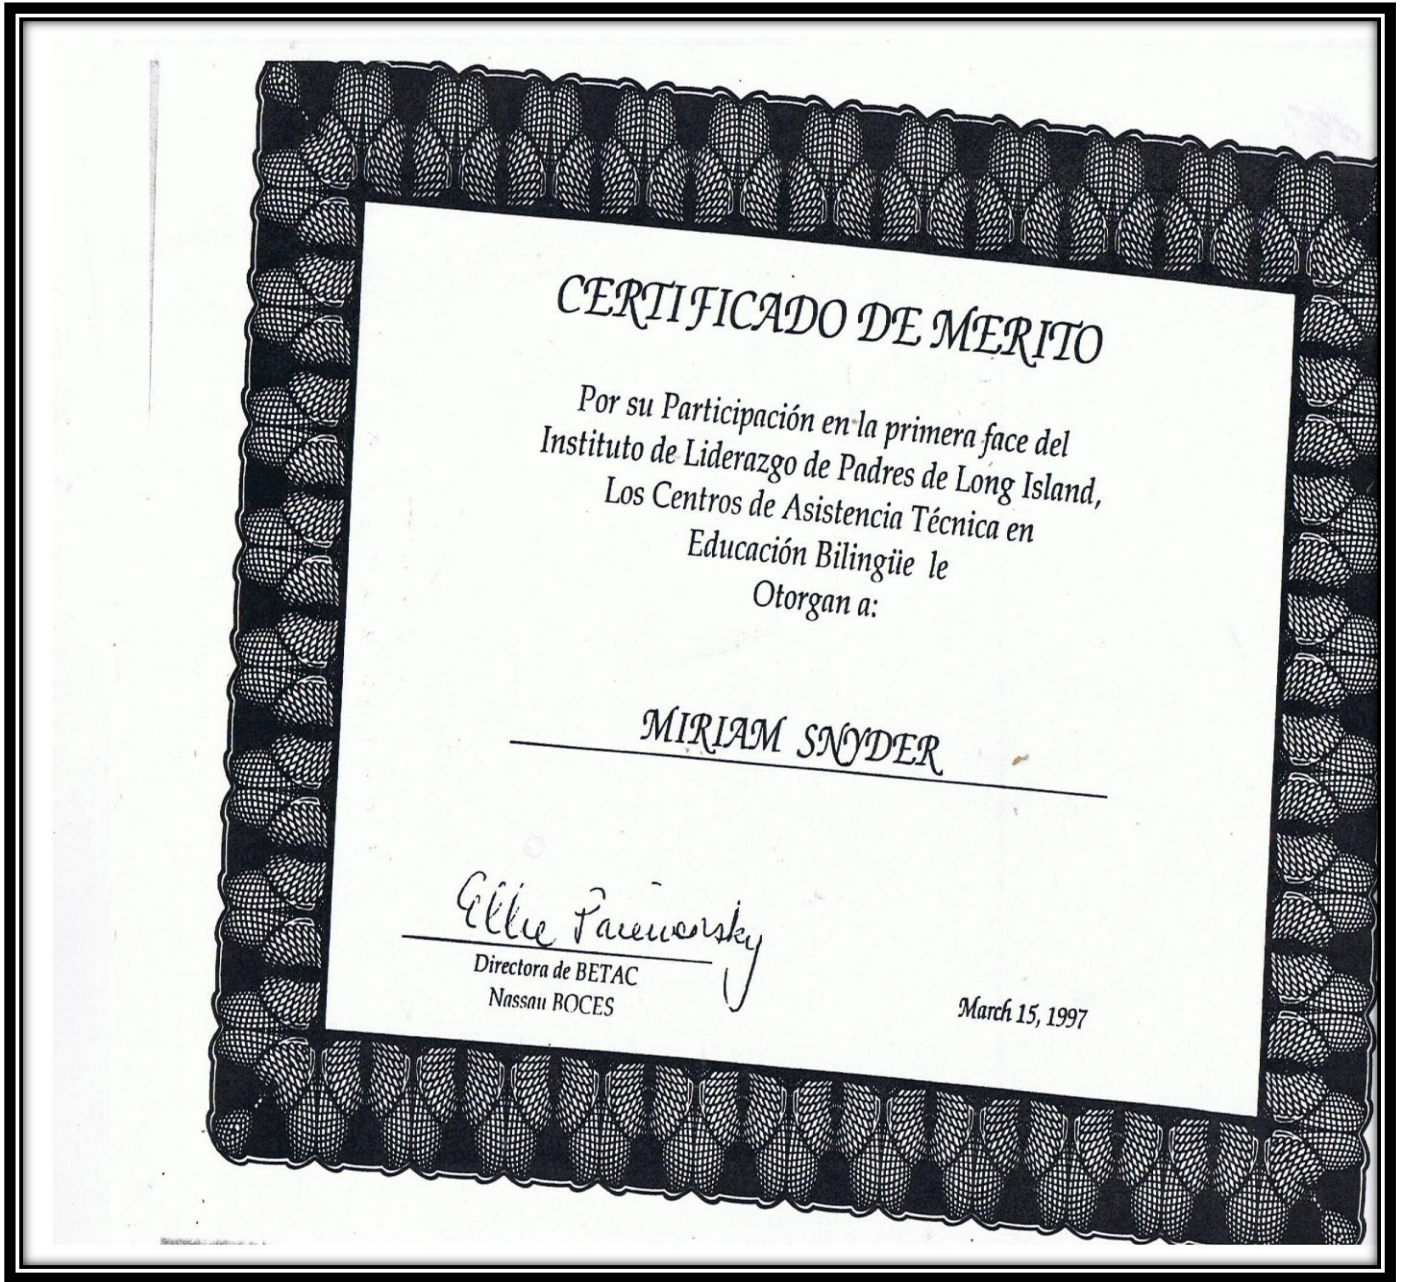 CERTIFICADO DE MERITO
Por su Participación en la primera face del
Instituto de Liderazgo de Padres de Long Island,
Los Centros de Asistencia Técnica en
Educación Bilingüe le
Otorgan a:
MIRIAM SNYDER
Ellie
Directora de BETAC
Nassau BOCES
March 15, 1997